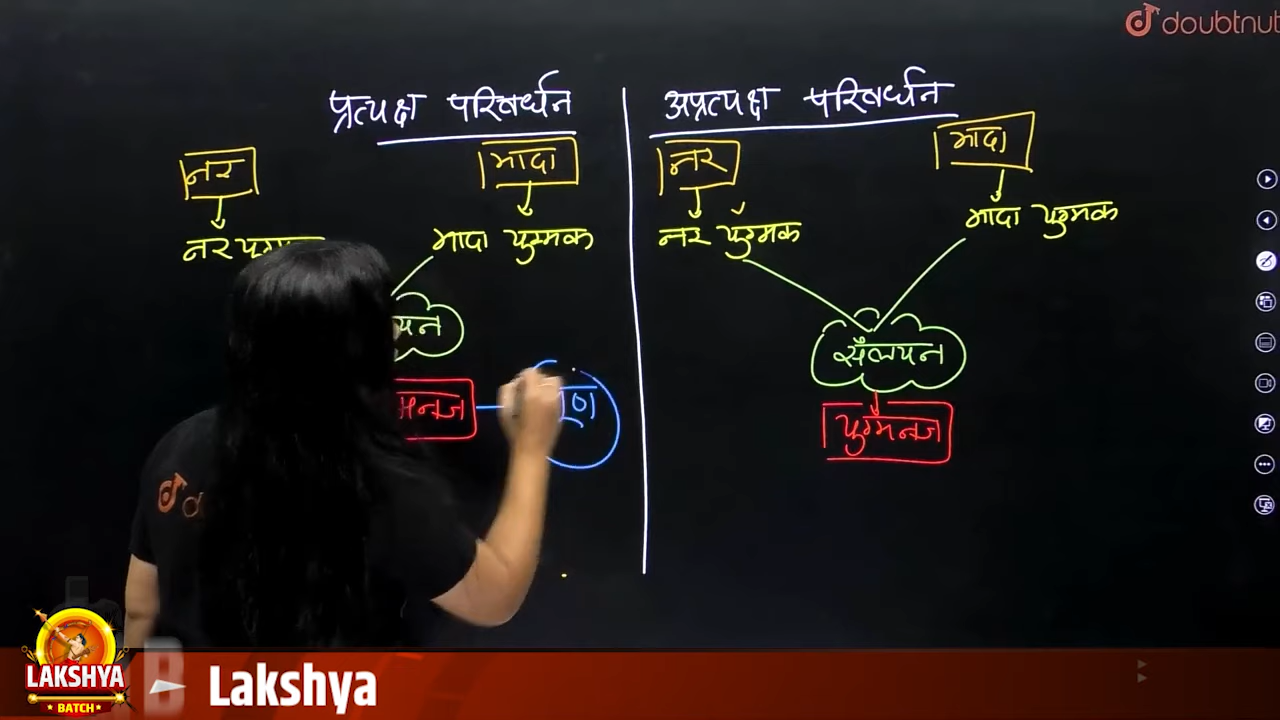 doubtnut
प्रत्यक्ष परिवर्धन
अप्रत्यक्ष परिवर्धन
नर
मादा
नर
मादा
नर
मादा युग्मक
नर युग्मक
मादा युग्मक
संलयन
युग्मनज
LAKSHYA
BATCH
Lakshya